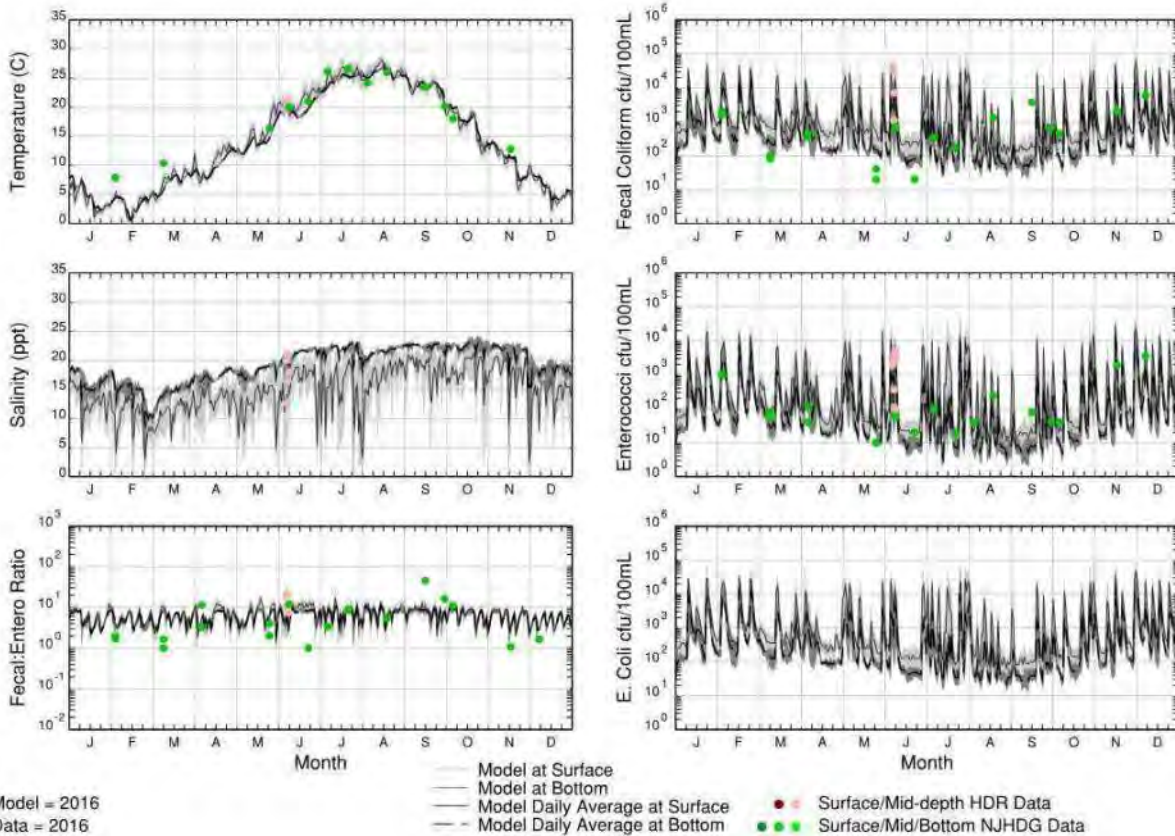 Temperature (C)
35
30
25
20
15
10
5
0
J F M A M J J A S O N D
Salinity (ppt)
35
30
25
20
15
10
5
0
J F M A M J J A S O N D
Fecal:Entero Ratio
10³
10²
10¹
10⁰
10⁻¹
10⁻²
J F M A M J J A S O N D
Month
Fecal Coliform cfu/100mL
10⁶
10⁵
10⁴
10³
10²
10¹
10⁰
J F M A M J J A S O N D
Enterococci cfu/100mL
10⁶
10⁵
10⁴
10³
10²
10¹
10⁰
J F M A M J J A S O N D
E. Coli cfu/100mL
10⁶
10⁵
10⁴
10³
10²
10¹
10⁰
J F M A M J J A S O N D
Month
Model = 2016
Data = 2016
Model at Surface
Model at Bottom
Model Daily Average at Surface
Model Daily Average at Bottom
Surface/Mid-depth HDR Data
Surface/Mid/Bottom NJHDG Data